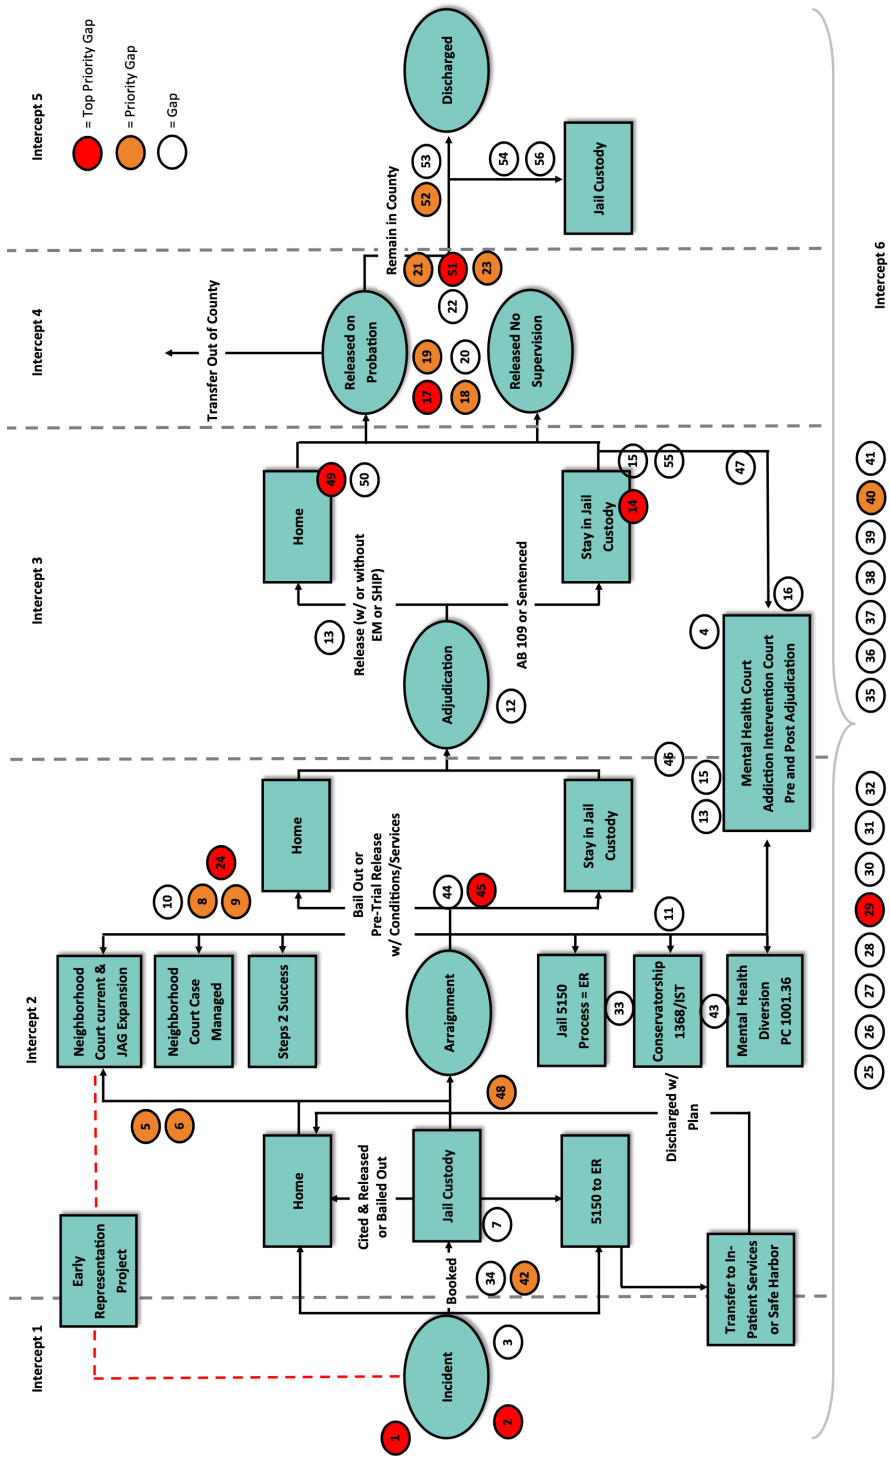 Intercept 1
Intercept 2
Intercept 3
Intercept 4
Intercept 5
= Top Priority Gap
= Priority Gap
= Gap
Early
Representation
Project
1
Incident
2
3
Booked
34
42
Transfer to In-
Patient Services
or Safe Harbor
Home
Cited & Released
or Bailed Out
Jail Custody
7
5150 to ER
Discharged w/
Plan
5
6
48
Neighborhood
Court current &
JAG Expansion
Neighborhood
Court Case
Managed
Steps 2 Success
Arraignment
Jail 5150
Process = ER
33
Conservatorship
1368/IST
43
Mental Health
Diversion
PC 1001.36
11
10
8
9
24
Bail Out or
Pre-Trial Release
w/ Conditions/Services
44
45
Home
Stay in Jail
Custody
46
13
15
4
16
Mental Health Court
Addiction Intervention Court
Pre and Post Adjudication
Adjudication
12
13
Release (w/ or without
EM or SHIP)
AB 109 or Sentenced
Home
49
50
Stay in Jail
Custody
14
15
55
47
Transfer Out of County
Released on
Probation
17
19
18
20
Released No
Supervision
22
21
51
23
Remain in County
52
53
54
56
Discharged
Jail Custody
Intercept 6
25
26
27
28
29
30
31
32
35
36
37
38
39
40
41